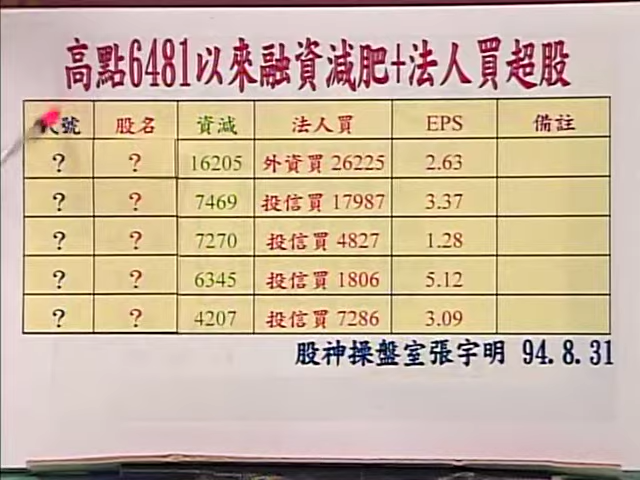 高點6481以來融資減肥+法人買超股
代號 股名 資減 法人買 EPS 備註
? ? 16205 外資買 26225 2.63
? ? 7469 投信買 17987 3.37
? ? 7270 投信買 4827 1.28
? ? 6345 投信買 1806 5.12
? ? 4207 投信買 7286 3.09
股神操盤室張宇明 94.8.31